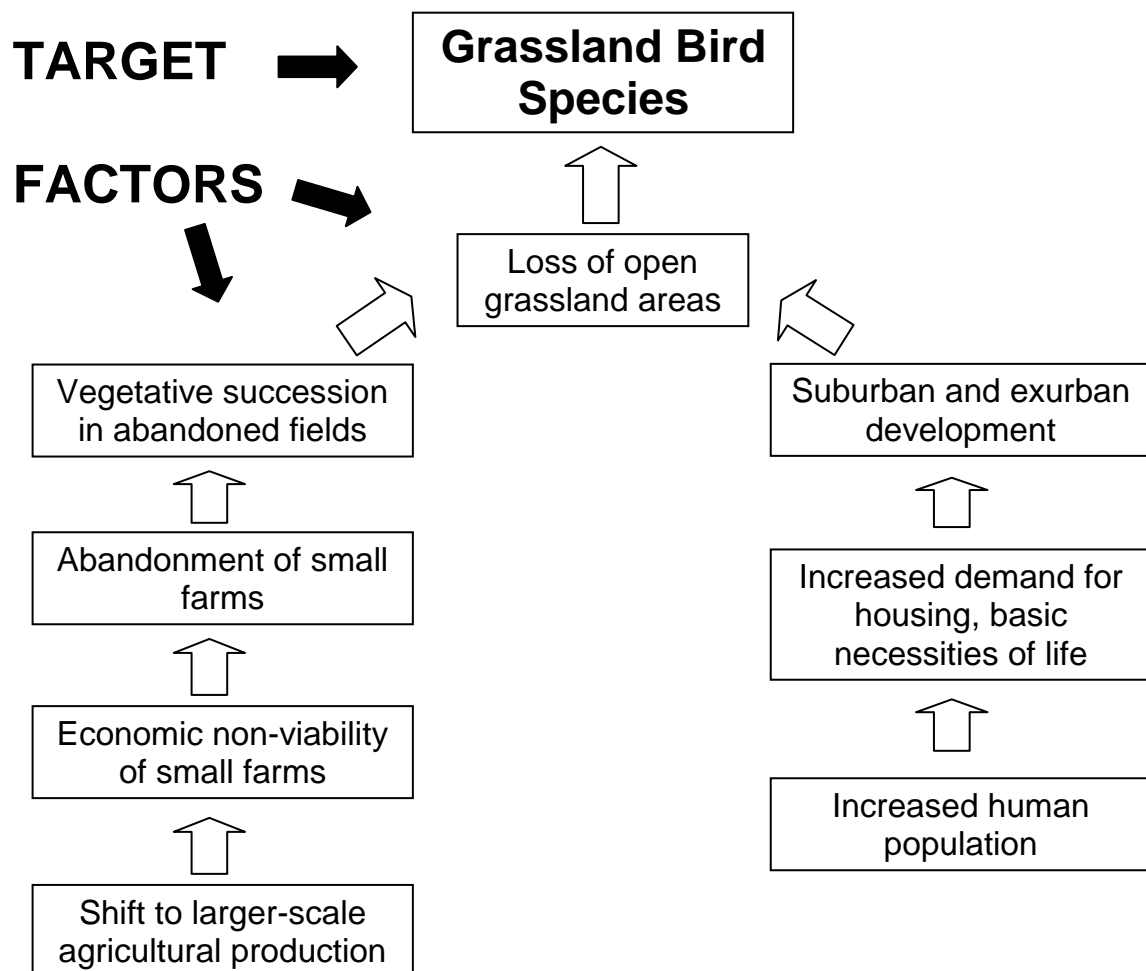 TARGET
Grassland Bird
Species
FACTORS
Loss of open
grassland areas
Vegetative succession
in abandoned fields
Suburban and exurban
development
Abandonment of small
farms
Increased demand for
housing, basic
necessities of life
Economic non-viability
of small farms
Increased human
population
Shift to larger-scale
agricultural production